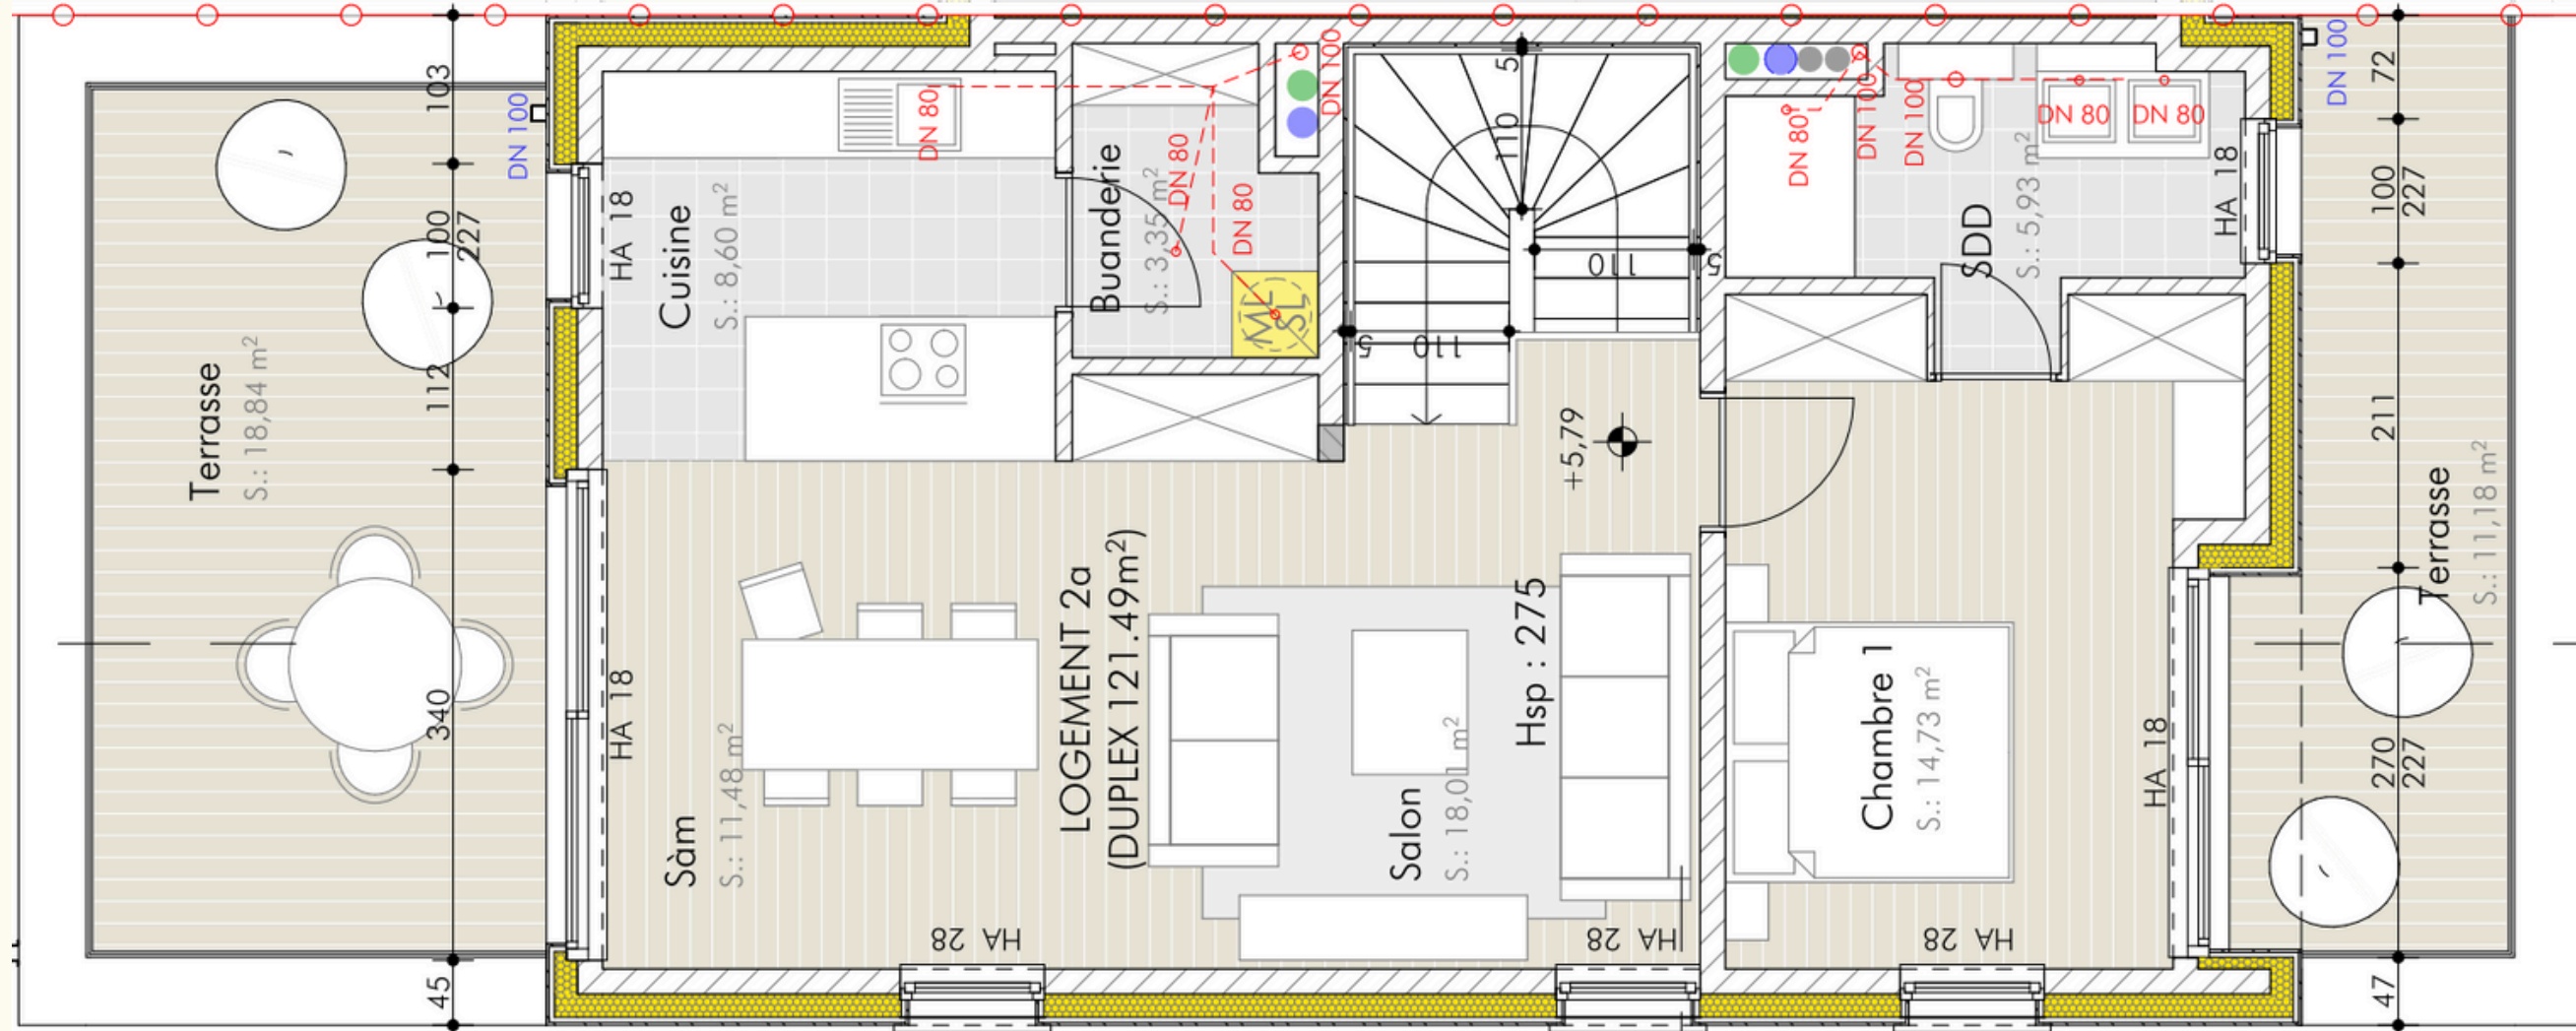 DN 100
103
100
227
112
340
45
Terrasse
S.: 18,84 m²
HA 18
HA 18
Cuisine
S.: 8,60 m²
DN 80
Buanderie
S.: 3,35 m²
DN 80
DN 80
ML
SL
DN 100
5
110
110
5
5
110
+5,79
Sàm
S.: 11,48 m²
LOGEMENT 2a
(DUPLEX 121.49m²)
Salon
S.: 18,01 m²
Hsp : 275
HA 28
HA 28
HA 28
DN 80
DN 100
DN 100
DN 80
DN 80
SDD
S.: 5,93 m²
HA 18
Chambre 1
S.: 14,73 m²
HA 18
DN 100
72
100
227
211
270
227
47
Terrasse
S.: 11,18 m²